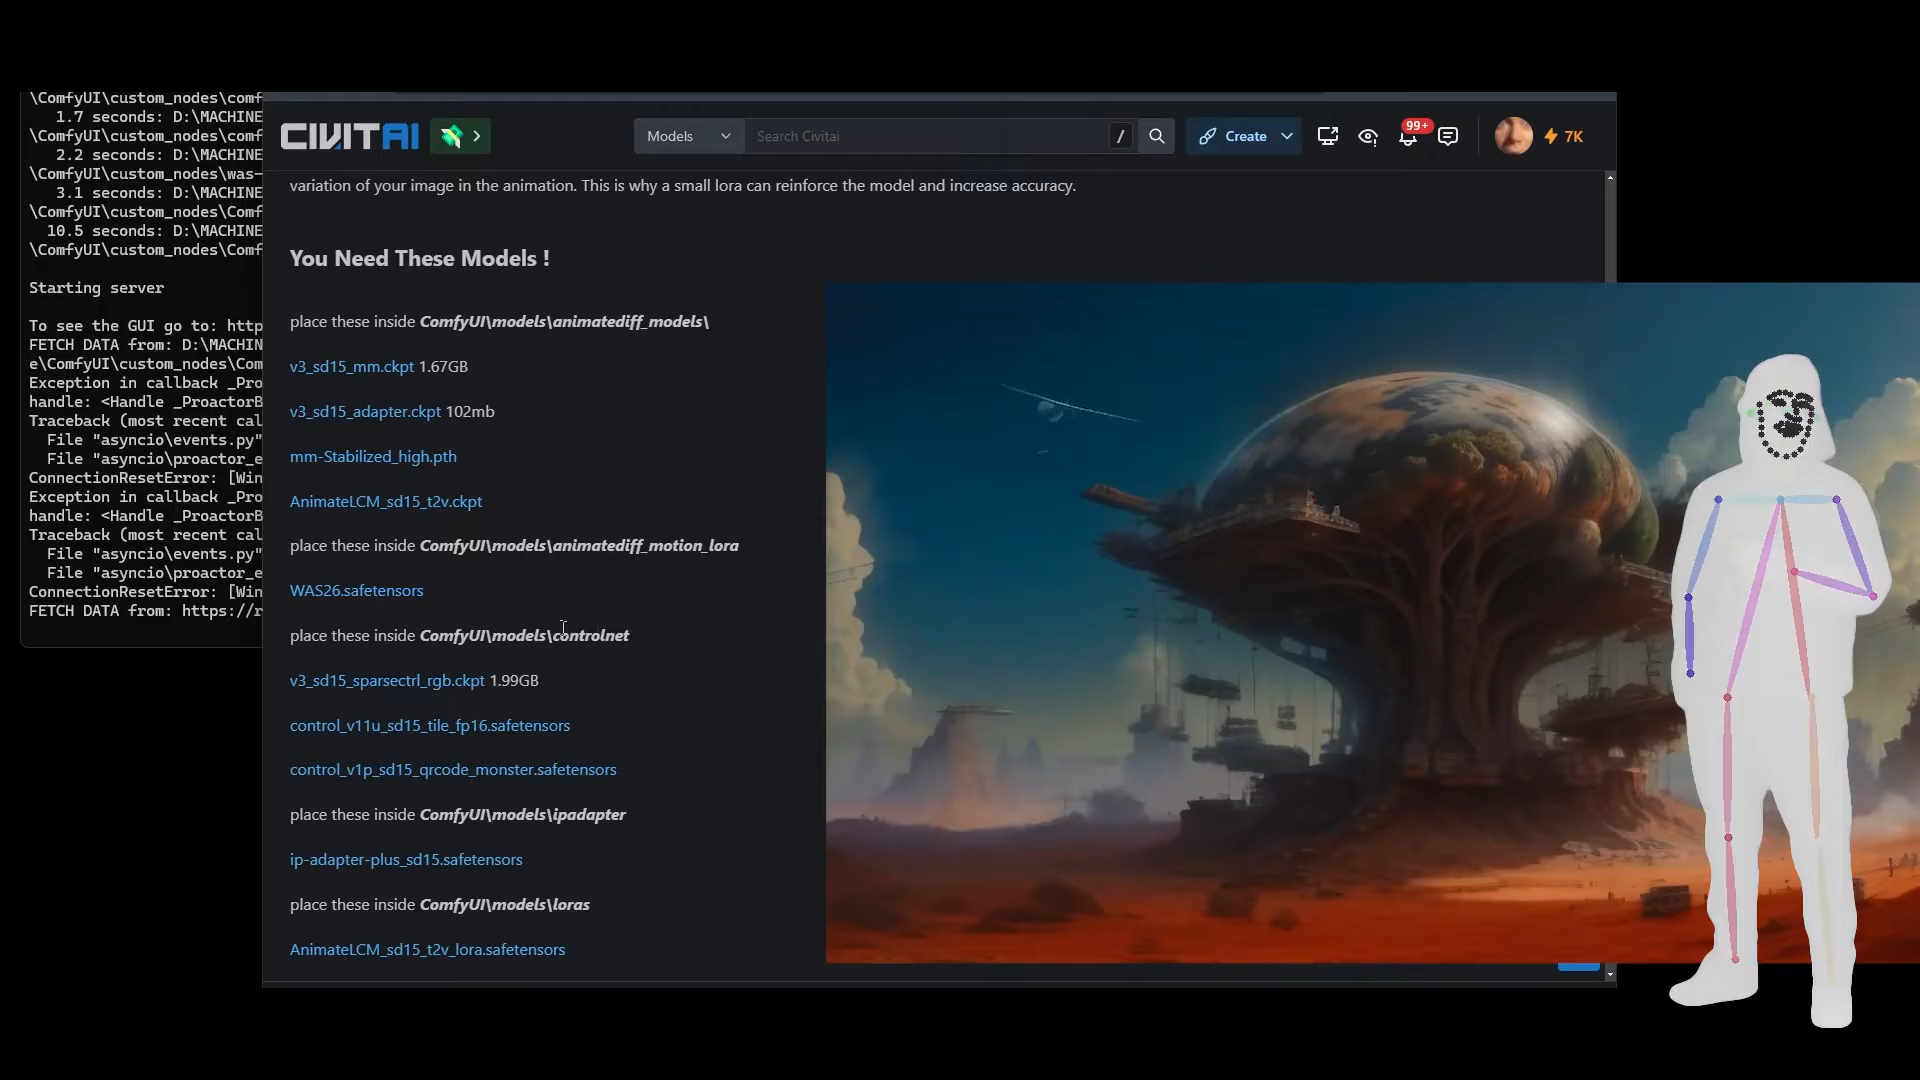 \ComfyUI\custom_nodes\comf
1.7 seconds: D:\MACHINE
\ComfyUI\custom_nodes\comf
2.2 seconds: D:\MACHINE
\ComfyUI\custom_nodes\was-
3.1 seconds: D:\MACHINE
\ComfyUI\custom_nodes\Comf
10.5 seconds: D:\MACHINE
\ComfyUI\custom_nodes\Comf
Starting server
To see the GUI go to: http
FETCH DATA from: D:\MACHIN
e\ComfyUI\custom_nodes\Com
Exception in callback _Pro
handle: <Handle _ProactorB
Traceback (most recent cal
File "asyncio\events.py"
File "asyncio\proactor_e
ConnectionResetError: [Win
Exception in callback _Pro
handle: <Handle _ProactorB
Traceback (most recent cal
File "asyncio\events.py"
File "asyncio\proactor_e
ConnectionResetError: [Win
FETCH DATA from: https://r
CIVITAI
Models
Search Civitai
/
Create
99+
7K
variation of your image in the animation. This is why a small lora can reinforce the model and increase accuracy.
You Need These Models !
place these inside ComfyUI\models\animatediff_models\
v3_sd15_mm.ckpt 1.67GB
v3_sd15_adapter.ckpt 102mb
mm-Stabilized_high.pth
AnimateLCM_sd15_t2v.ckpt
place these inside ComfyUI\models\animatediff_motion_lora
WAS26.safetensors
place these inside ComfyUI\models\controlnet
v3_sd15_sparsectrl_rgb.ckpt 1.99GB
control_v11u_sd15_tile_fp16.safetensors
control_v1p_sd15_qrcode_monster.safetensors
place these inside ComfyUI\models\ipadapter
ip-adapter-plus_sd15.safetensors
place these inside ComfyUI\models\loras
AnimateLCM_sd15_t2v_lora.safetensors